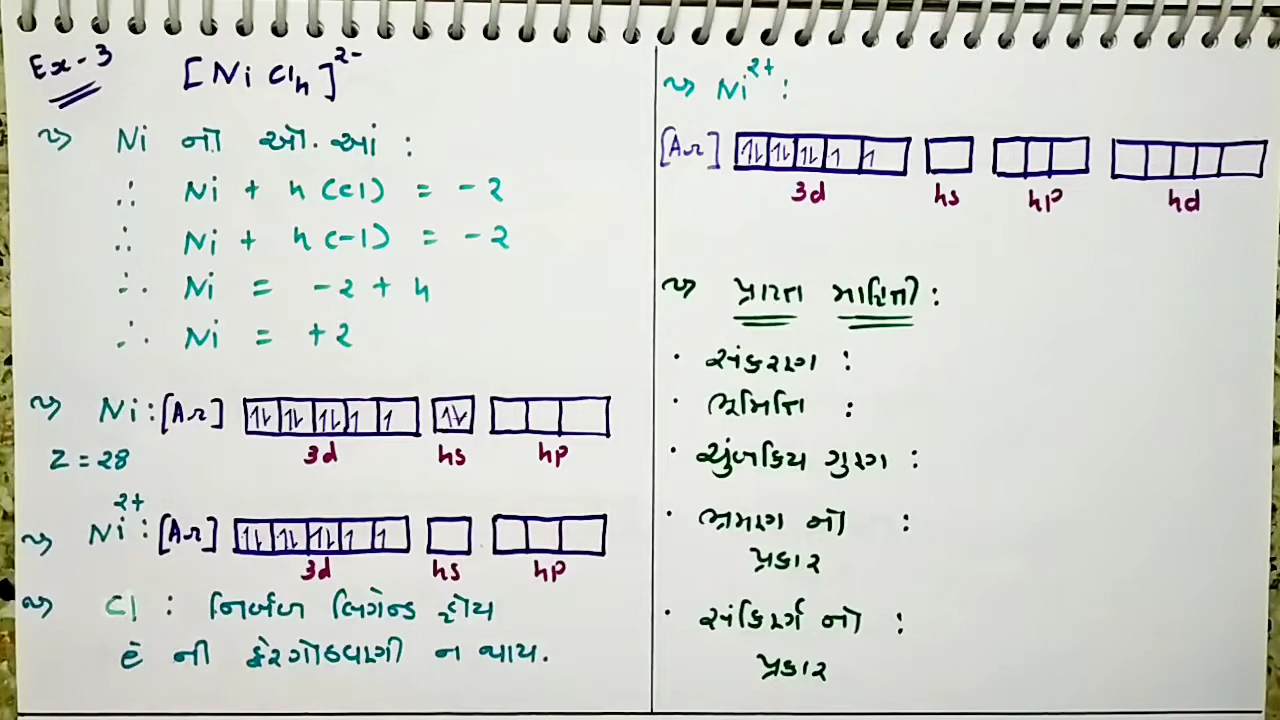 Ex-3 [NiCl4]²⁻
Ni નો ઓ.આં :
∴ Ni + 4(Cl) = -2
∴ Ni + 4(-1) = -2
∴ Ni = -2 + 4
∴ Ni = +2
Ni : [Ar] ⥮ ⥮ ⥮ ↿ ↿ ⥮
Z = 28 3d 4s 4p
Ni²⁺ : [Ar] ⥮ ⥮ ⥮ ↿ ↿
3d 4s 4p
Cl : નિર્બળ લિગેન્ડ હોય
ē ની ફેરગોઠવણી ન થાય.
Ni²⁺ :
[Ar] ⥮ ⥮ ⥮ ↿ ↿
3d 4s 4p 4d
પ્રાપ્ત માહિતી :
· સંકરણ :
· ભૂમિતિ :
· ચુંબકિય ગુણ :
· ભ્રમણ નો :
પ્રકાર
· સંકિર્ણ નો :
પ્રકાર